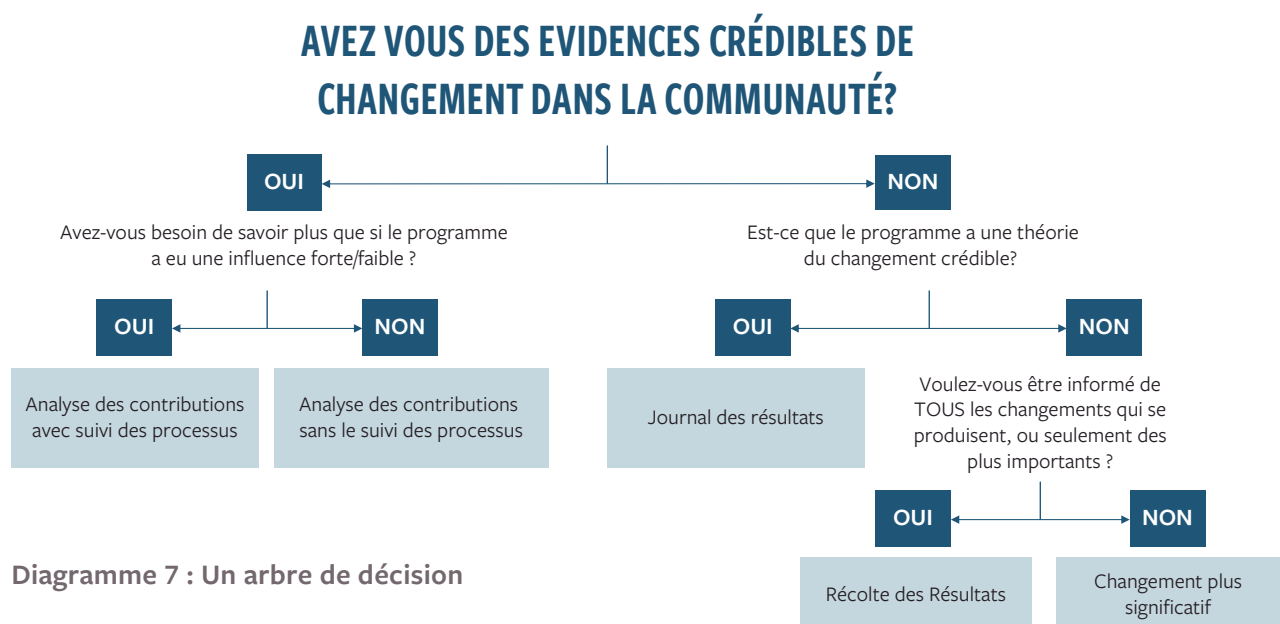 AVEZ VOUS DES EVIDENCES CRÉDIBLES DE
CHANGEMENT DANS LA COMMUNAUTÉ?
OUI
NON
Avez-vous besoin de savoir plus que si le programme
a eu une influence forte/faible ?
Est-ce que le programme a une théorie
du changement crédible?
OUI
NON
OUI
NON
Analyse des contributions
avec suivi des processus
Analyse des contributions
sans le suivi des processus
Journal des résultats
Voulez-vous être informé de
TOUS les changements qui se
produisent, ou seulement des
plus importants ?
OUI
NON
Récolte des Résultats
Changement plus
significatif
Diagramme 7 : Un arbre de décision